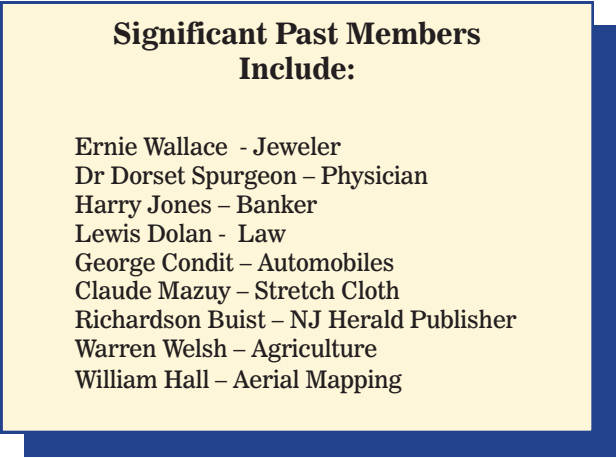 Significant Past Members
Include:
Ernie Wallace  - Jeweler
Dr Dorset Spurgeon – Physician
Harry Jones – Banker
Lewis Dolan -  Law
George Condit – Automobiles
Claude Mazuy – Stretch Cloth
Richardson Buist – NJ Herald Publisher
Warren Welsh – Agriculture
William Hall – Aerial Mapping